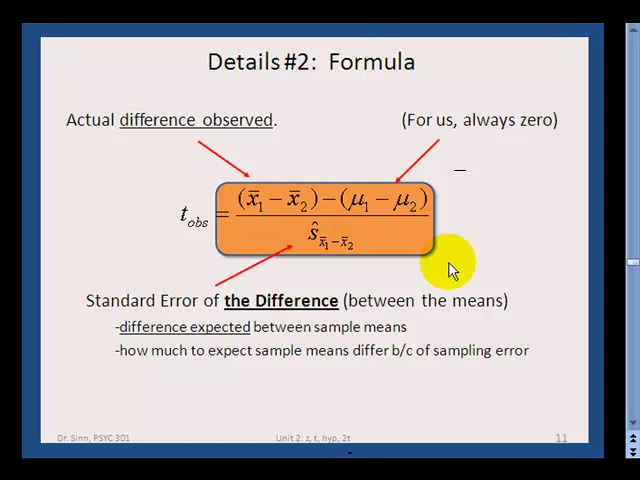 Details #2: Formula
Actual difference observed. (For us, always zero)
t_obs = ((x̄₁ − x̄₂) − (μ₁ − μ₂)) / ŝ_x̄₁−x̄₂
Standard Error of the Difference (between the means)
-difference expected between sample means
-how much to expect sample means differ b/c of sampling error
Dr. Sinn, PSYC 301 Unit 2: z, t, hyp, 2t 11